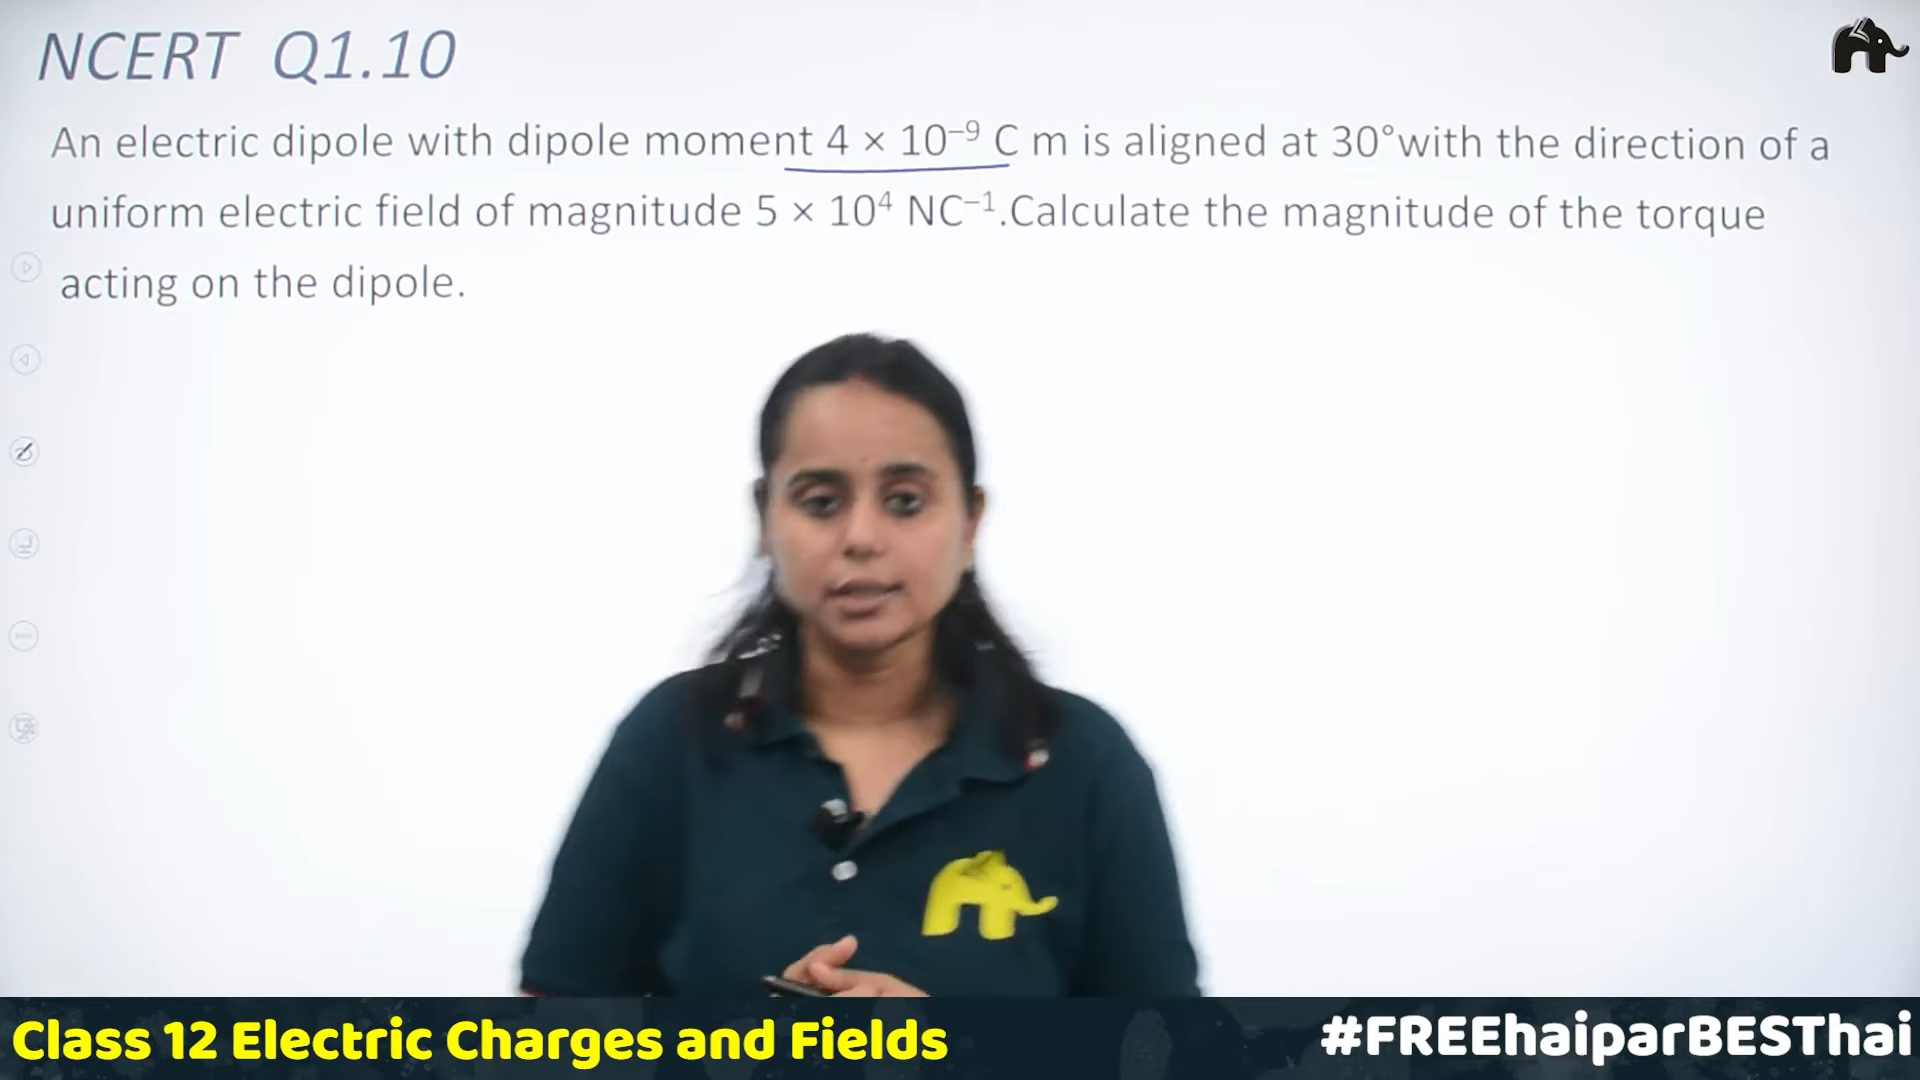 NCERT Q1.10
An electric dipole with dipole moment 4 × 10⁻⁹ C m is aligned at 30°with the direction of a
uniform electric field of magnitude 5 × 10⁴ NC⁻¹.Calculate the magnitude of the torque
acting on the dipole.
Class 12 Electric Charges and Fields
#FREEhaiparBESThai